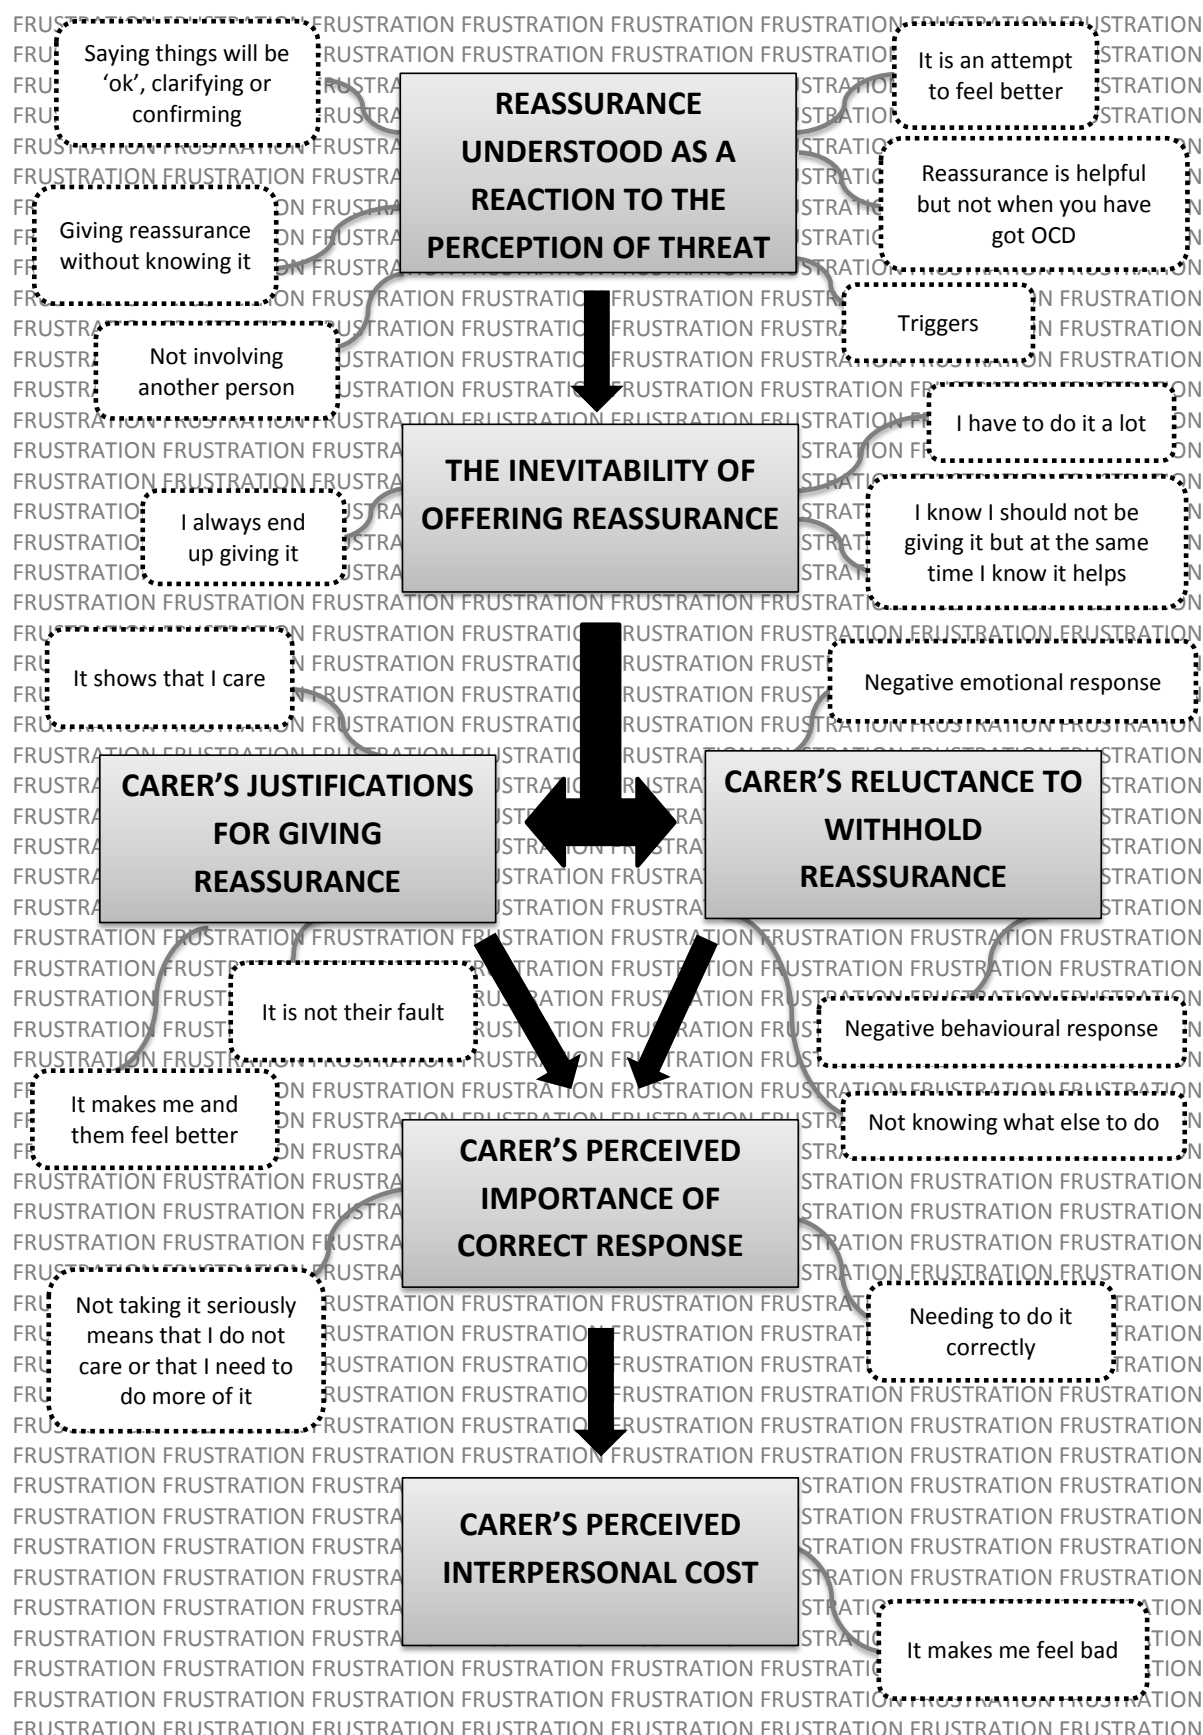 FRUSTRATION FRUSTRATION FRUSTRATION FRUSTRATION FRUSTRATION FRUSTRATION FRUSTRATION FRUSTRATION
Saying things will be
‘ok’, clarifying or
confirming
REASSURANCE
UNDERSTOOD AS A
REACTION TO THE
PERCEPTION OF THREAT
It is an attempt
to feel better
Reassurance is helpful
but not when you have
got OCD
Giving reassurance
without knowing it
Triggers
Not involving
another person
I have to do it a lot
THE INEVITABILITY OF
OFFERING REASSURANCE
I always end
up giving it
I know I should not be
giving it but at the same
time I know it helps
It shows that I care
Negative emotional response
CARER’S JUSTIFICATIONS
FOR GIVING
REASSURANCE
CARER’S RELUCTANCE TO
WITHHOLD
REASSURANCE
It is not their fault
Negative behavioural response
It makes me and
them feel better
Not knowing what else to do
CARER’S PERCEIVED
IMPORTANCE OF
CORRECT RESPONSE
Not taking it seriously
means that I do not
care or that I need to
do more of it
Needing to do it
correctly
CARER’S PERCEIVED
INTERPERSONAL COST
It makes me feel bad